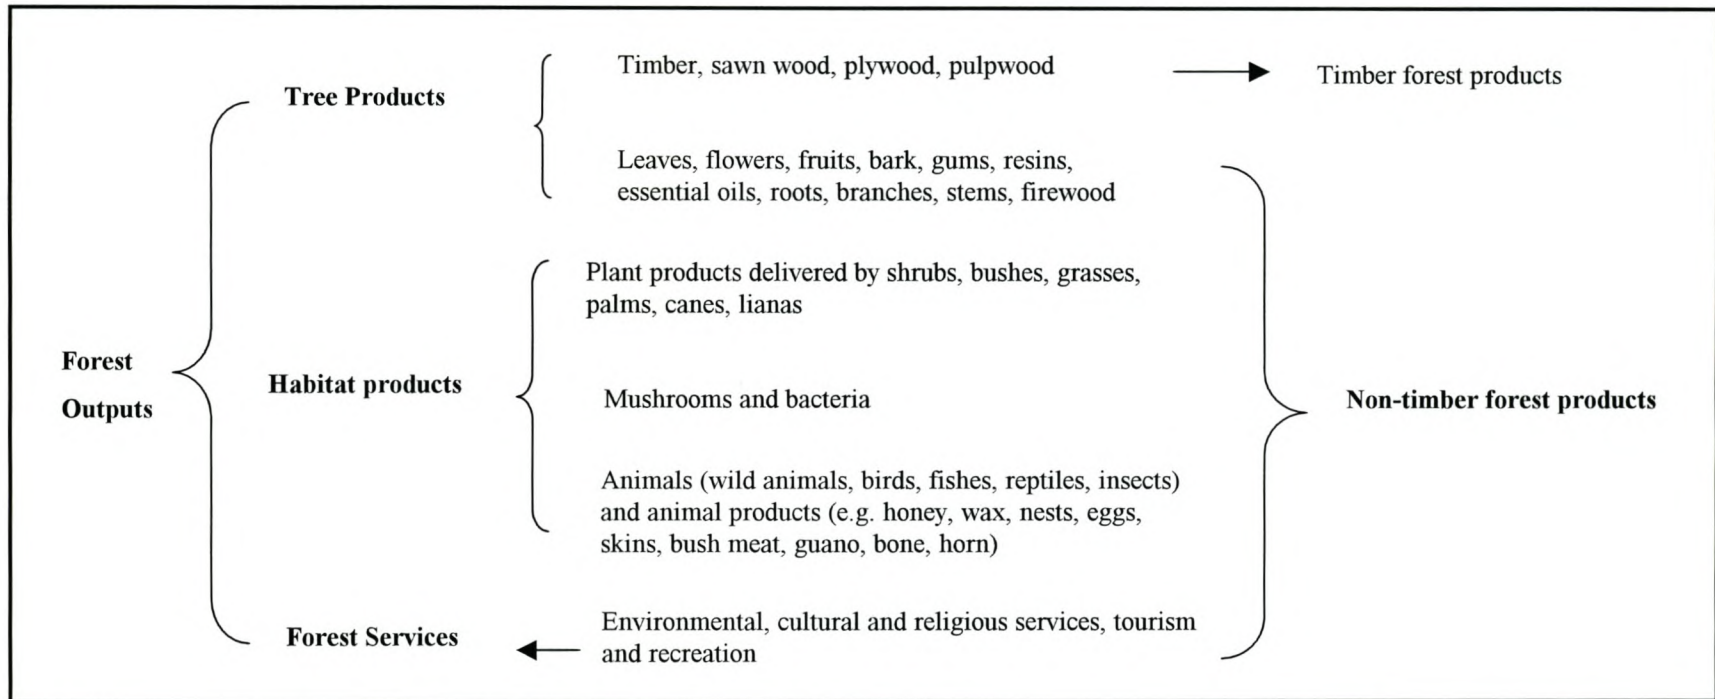 Forest
Outputs
Tree Products
Timber, sawn wood, plywood, pulpwood
Timber forest products
Leaves, flowers, fruits, bark, gums, resins,
essential oils, roots, branches, stems, firewood
Habitat products
Plant products delivered by shrubs, bushes, grasses,
palms, canes, lianas
Mushrooms and bacteria
Animals (wild animals, birds, fishes, reptiles, insects)
and animal products (e.g. honey, wax, nests, eggs,
skins, bush meat, guano, bone, horn)
Non-timber forest products
Forest Services
Environmental, cultural and religious services, tourism
and recreation